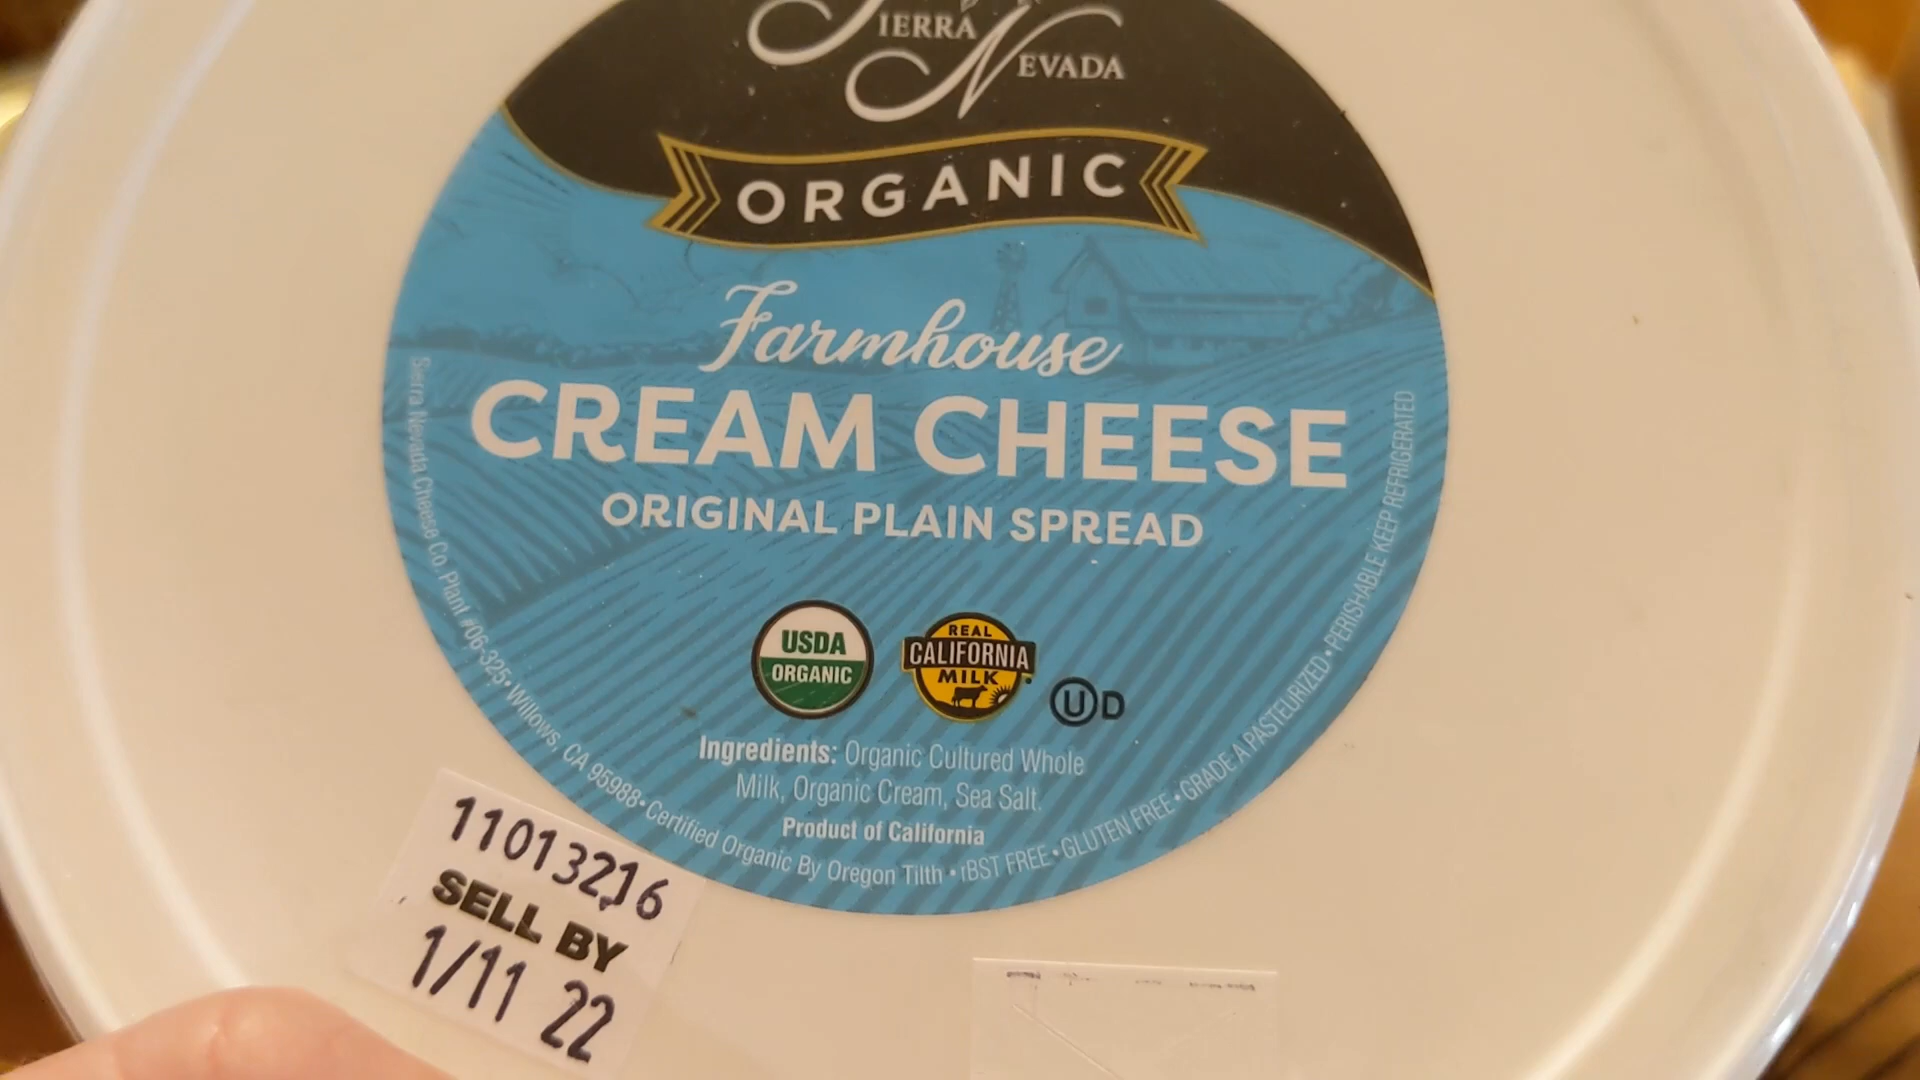 SIERRA
NEVADA
ORGANIC
Farmhouse
CREAM CHEESE
ORIGINAL PLAIN SPREAD
USDA
ORGANIC
REAL
CALIFORNIA
MILK
U D
Ingredients: Organic Cultured Whole
Milk, Organic Cream, Sea Salt.
Product of California
Sierra Nevada Cheese Co. Plant #06-325 • Willows, CA 95988 • Certified Organic By Oregon Tilth • rBST FREE • GLUTEN FREE • GRADE A PASTEURIZED • PERISHABLE KEEP REFRIGERATED
11013216
SELL BY
1/11 22